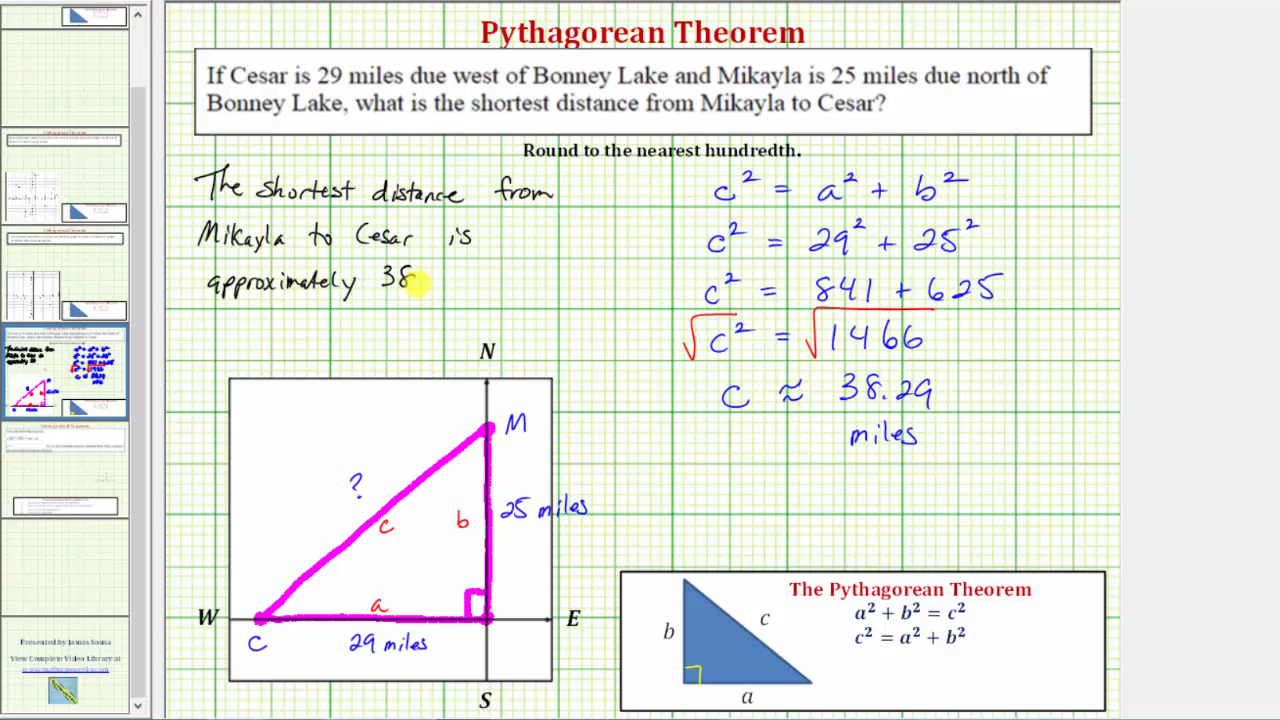 Pythagorean Theorem
If Cesar is 29 miles due west of Bonney Lake and Mikayla is 25 miles due north of
Bonney Lake, what is the shortest distance from Mikayla to Cesar?
Round to the nearest hundredth.
The shortest distance from
Mikayla to Cesar is
approximately 38
c² = a² + b²
c² = 29² + 25²
c² = 841 + 625
√c² = √1466
c ≈ 38.29
miles
N
M
?
c
b
25 miles
a
W
E
C
29 miles
S
The Pythagorean Theorem
a² + b² = c²
c² = a² + b²
b
c
a
Presented by James Sousa
View Complete Video Library at